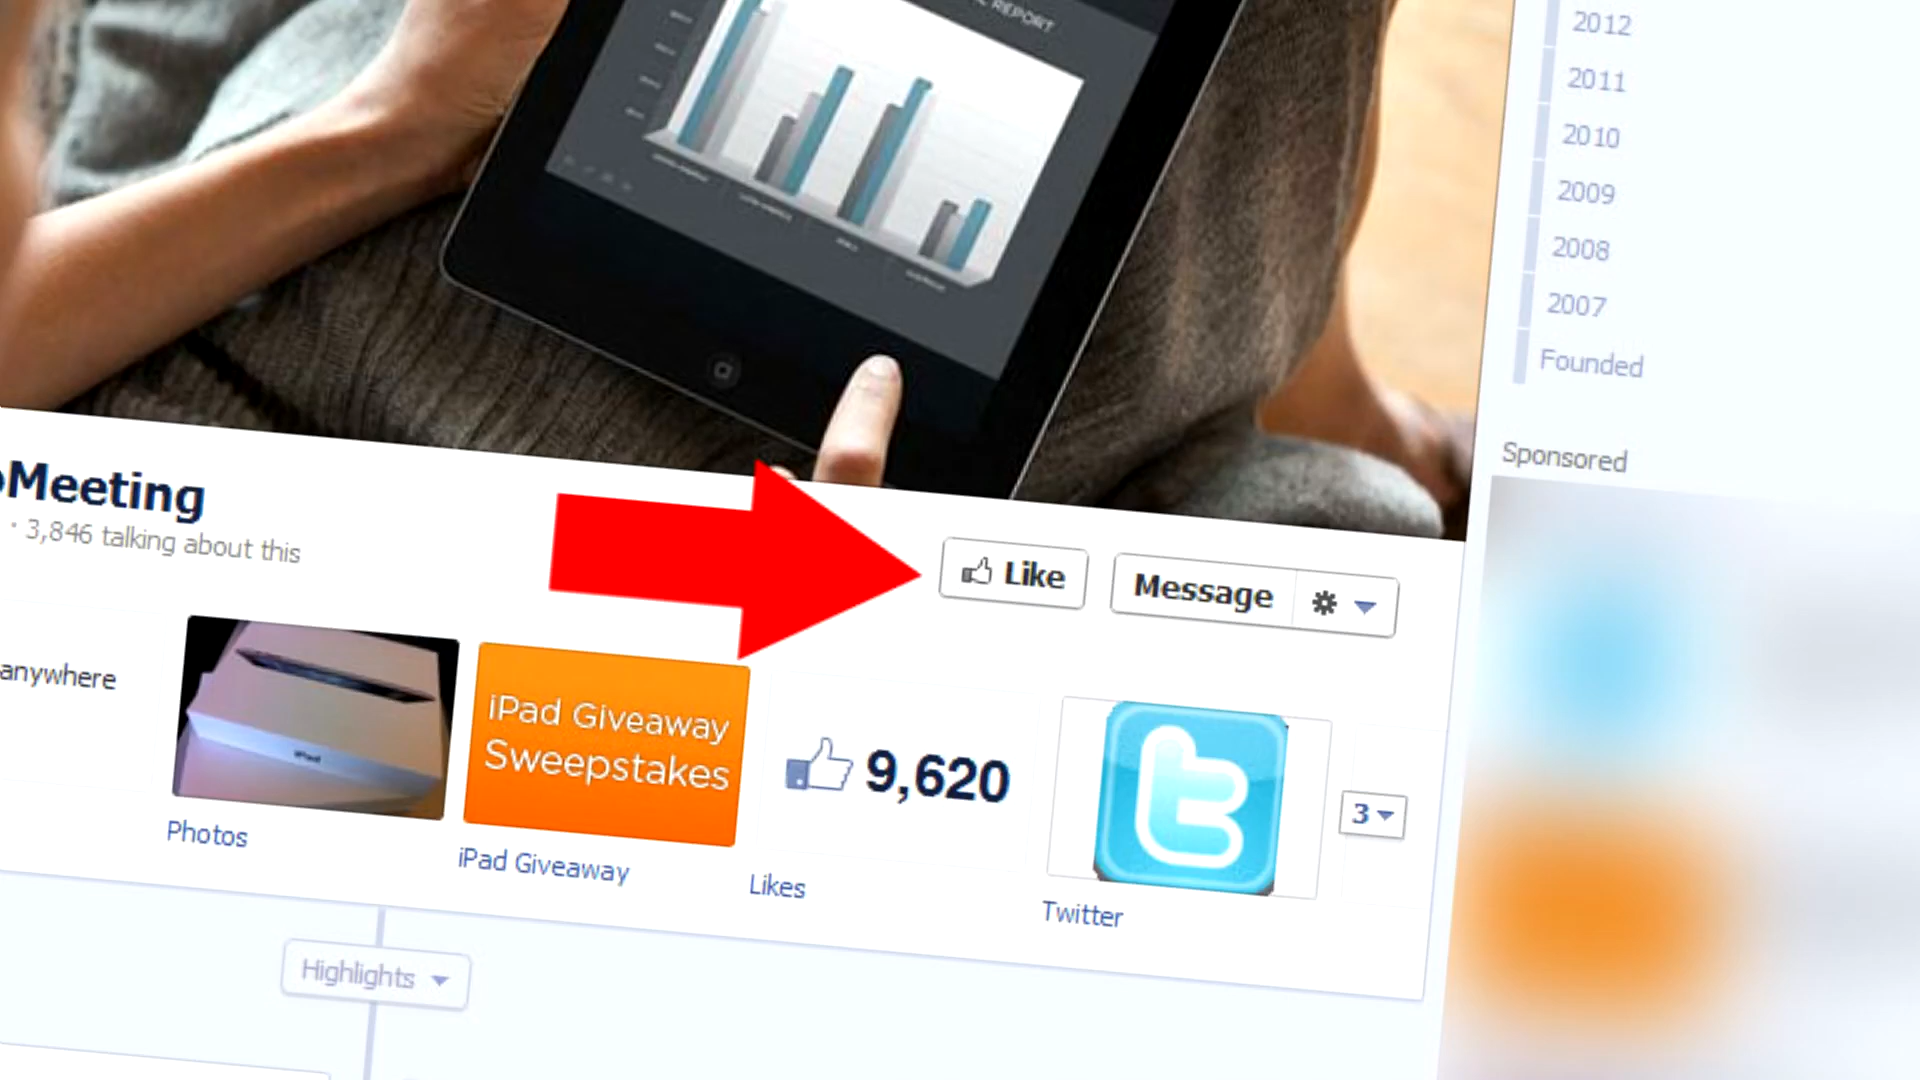 REPORT
2012
2011
2010
2009
2008
2007
Founded
Sponsored
Meeting
· 3,846 talking about this
Like
Message
anywhere
iPad
iPad Giveaway
Sweepstakes
9,620
3
Photos
iPad Giveaway
Likes
Twitter
Highlights